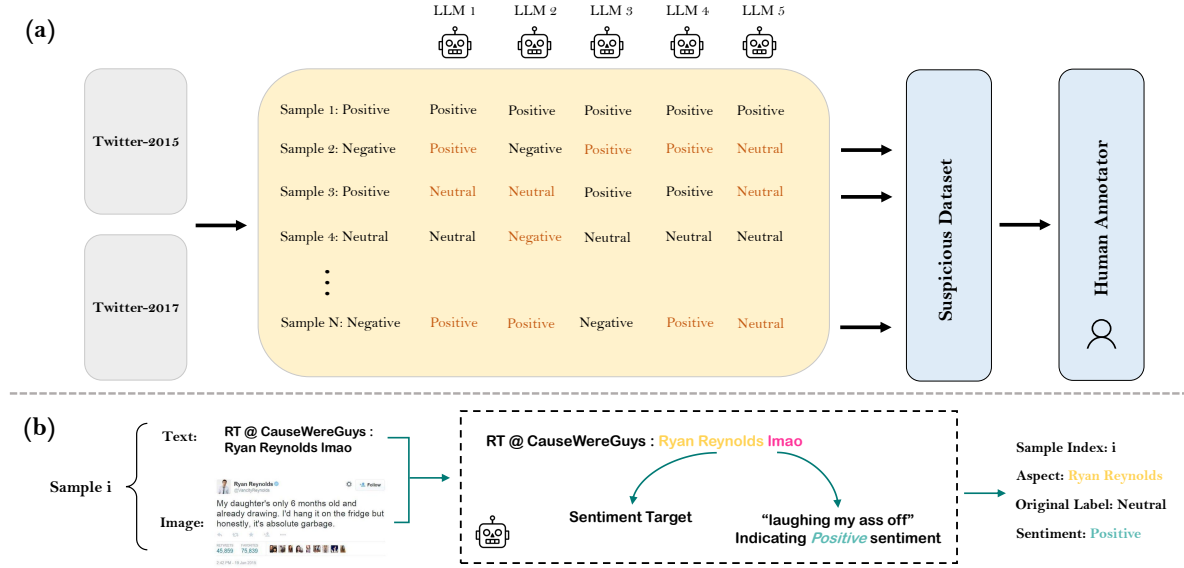 (a)
LLM 1 LLM 2 LLM 3 LLM 4 LLM 5
Twitter-2015
Twitter-2017
Sample 1: Positive Positive Positive Positive Positive Positive
Sample 2: Negative Positive Negative Positive Positive Neutral
Sample 3: Positive Neutral Neutral Positive Positive Neutral
Sample 4: Neutral Neutral Negative Neutral Neutral Neutral
Sample N: Negative Positive Positive Negative Positive Neutral
Suspicious Dataset
Human Annotator
(b)
Sample i
Text:
RT @ CauseWereGuys :
Ryan Reynolds lmao
Image:
Ryan Reynolds
@VancityReynolds
Follow
My daughter's only 6 months old and
already drawing. I'd hang it on the fridge but
honestly, it's absolute garbage.
45,859 75,839
RT @ CauseWereGuys : Ryan Reynolds lmao
Sentiment Target
“laughing my ass off”
Indicating Positive sentiment
Sample Index: i
Aspect: Ryan Reynolds
Original Label: Neutral
Sentiment: Positive